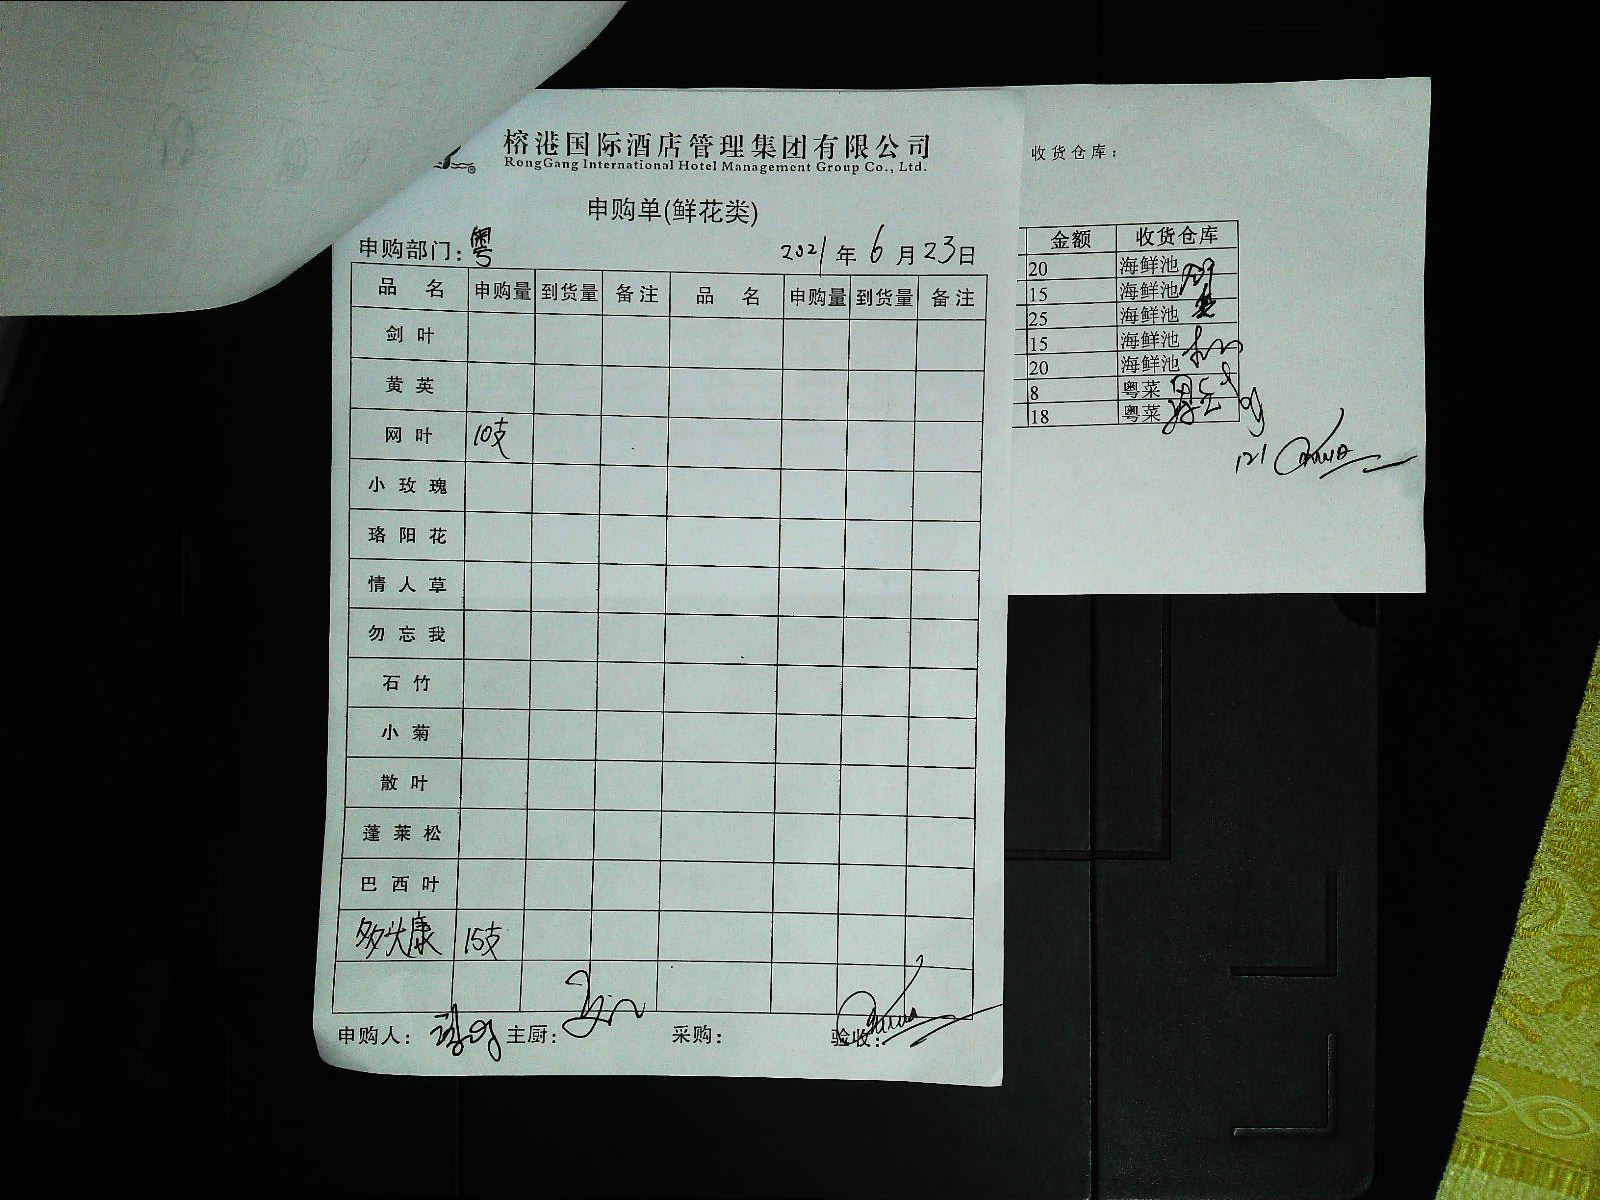 榕港国际酒店管理集团有限公司
RongGang International Hotel Management Group Co., Ltd.
申购单(鲜花类)
申购部门：粤 2021年6月23日
品 名 申购量 到货量 备注 品 名 申购量 到货量 备注
剑叶
黄英
网叶 10支
小玫瑰
珞阳花
情人草
勿忘我
石竹
小菊
散叶
蓬莱松
巴西叶
多头康 15支
申购人： 主厨： 采购： 验收：
收货仓库：
金额 收货仓库
20 海鲜池
15 海鲜池
25 海鲜池
15 海鲜池
20 海鲜池
8 粤菜
18 粤菜
121